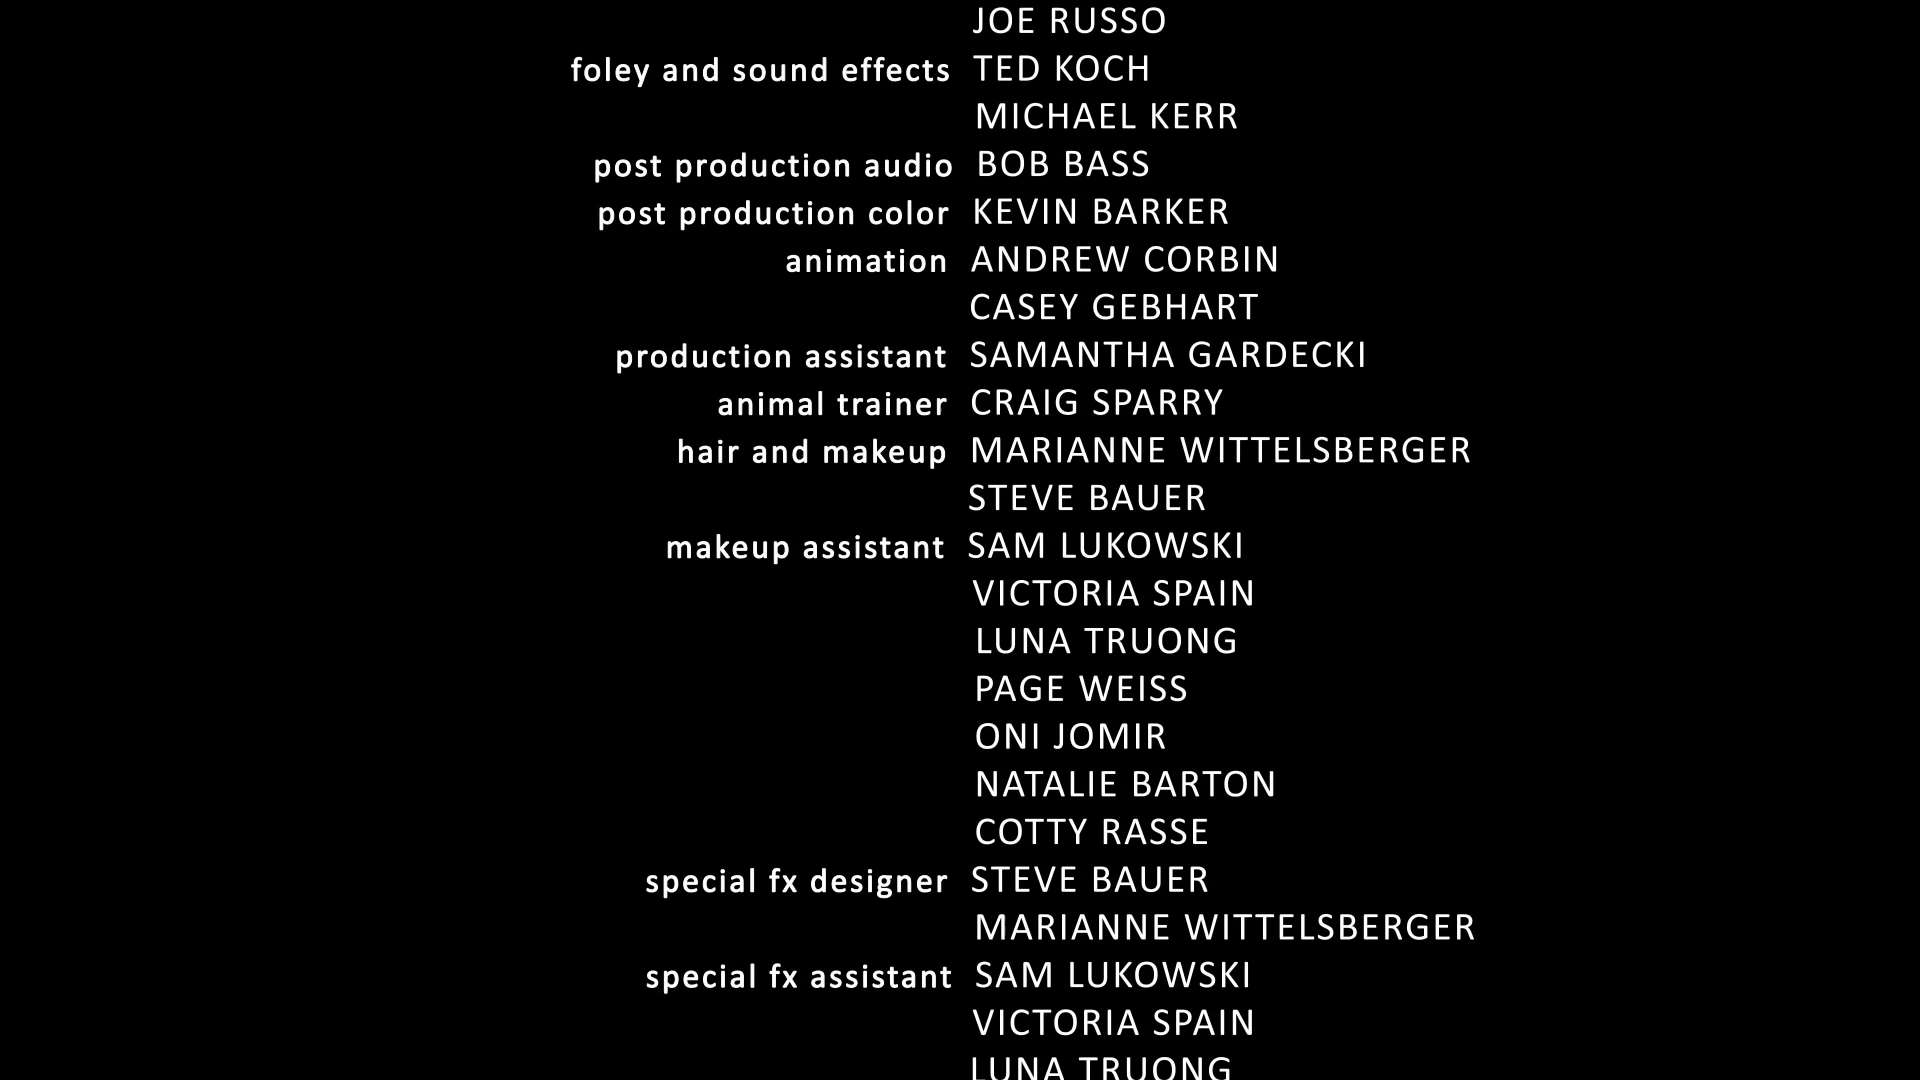 JOE RUSSO
foley and sound effects TED KOCH
MICHAEL KERR
post production audio BOB BASS
post production color KEVIN BARKER
animation ANDREW CORBIN
CASEY GEBHART
production assistant SAMANTHA GARDECKI
animal trainer CRAIG SPARRY
hair and makeup MARIANNE WITTELSBERGER
STEVE BAUER
makeup assistant SAM LUKOWSKI
VICTORIA SPAIN
LUNA TRUONG
PAGE WEISS
ONI JOMIR
NATALIE BARTON
COTTY RASSE
special fx designer STEVE BAUER
MARIANNE WITTELSBERGER
special fx assistant SAM LUKOWSKI
VICTORIA SPAIN
LUNA TRUONG